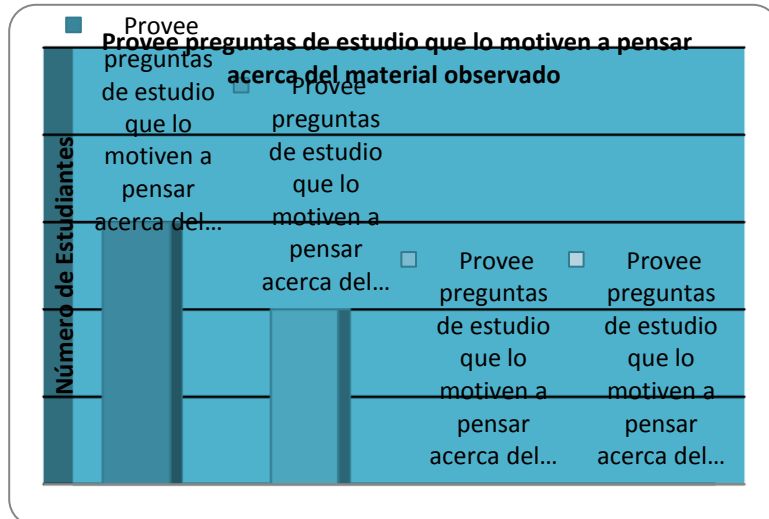 Provee preguntas de estudio que lo motiven a pensar
acerca del material observado
Número de Estudiantes
Provee
preguntas
de estudio
que lo
motiven a
pensar
acerca del...
Provee
preguntas
de estudio
que lo
motiven a
pensar
acerca del...
Provee
preguntas
de estudio
que lo
motiven a
pensar
acerca del...
Provee
preguntas
de estudio
que lo
motiven a
pensar
acerca del...